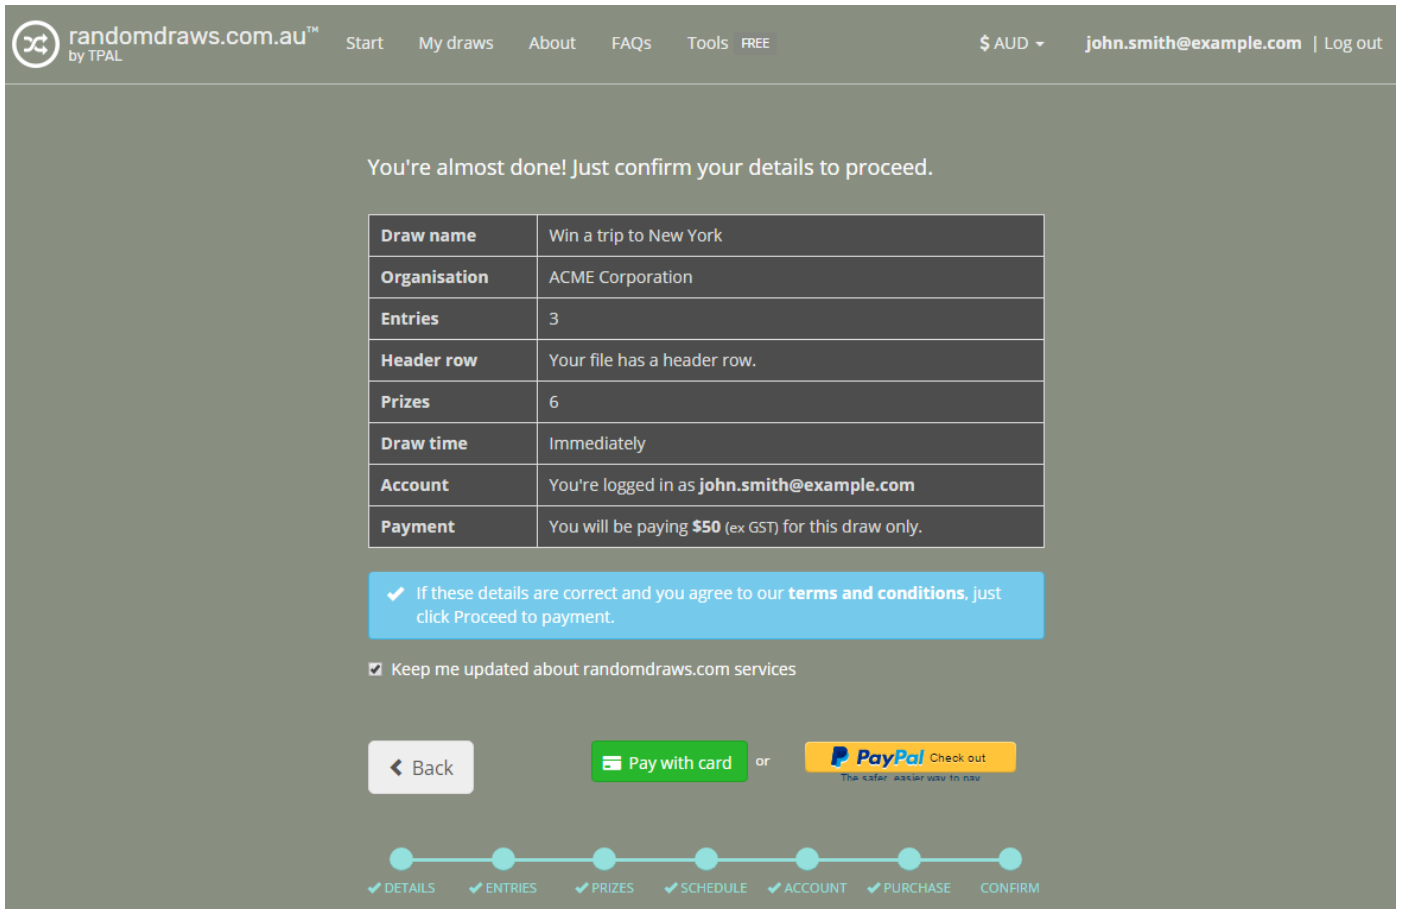 randomdraws.com.au™
by TPAL
Start My draws About FAQs Tools FREE $ AUD john.smith@example.com | Log out
You're almost done! Just confirm your details to proceed.
Draw name Win a trip to New York
Organisation ACME Corporation
Entries 3
Header row Your file has a header row.
Prizes 6
Draw time Immediately
Account You're logged in as john.smith@example.com
Payment You will be paying $50 (ex GST) for this draw only.
If these details are correct and you agree to our terms and conditions, just
click Proceed to payment.
Keep me updated about randomdraws.com services
Back Pay with card or PayPal Check out
The safer, easier way to pay
DETAILS ENTRIES PRIZES SCHEDULE ACCOUNT PURCHASE CONFIRM